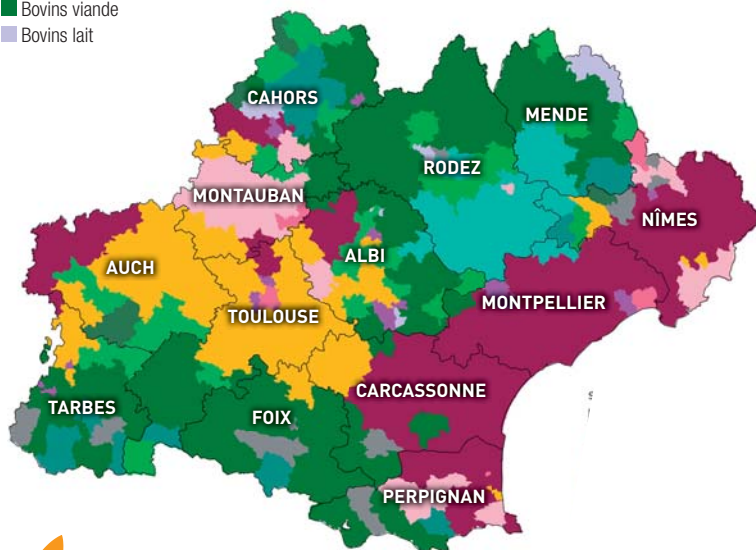 Bovins viande
Bovins lait
CAHORS
MENDE
RODEZ
MONTAUBAN
NÎMES
ALBI
AUCH
MONTPELLIER
TOULOUSE
CARCASSONNE
TARBES
FOIX
PERPIGNAN